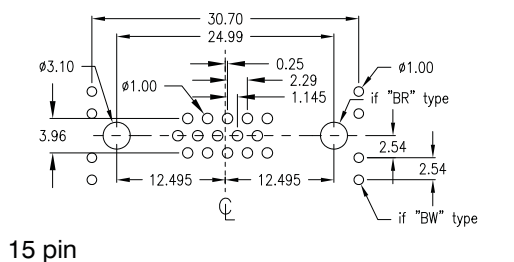 30.70
24.99
ø3.10
0.25
ø1.00
ø1.00
2.29
1.145
if "BR" type
3.96
2.54
2.54
12.495
12.495
if "BW" type
15 pin